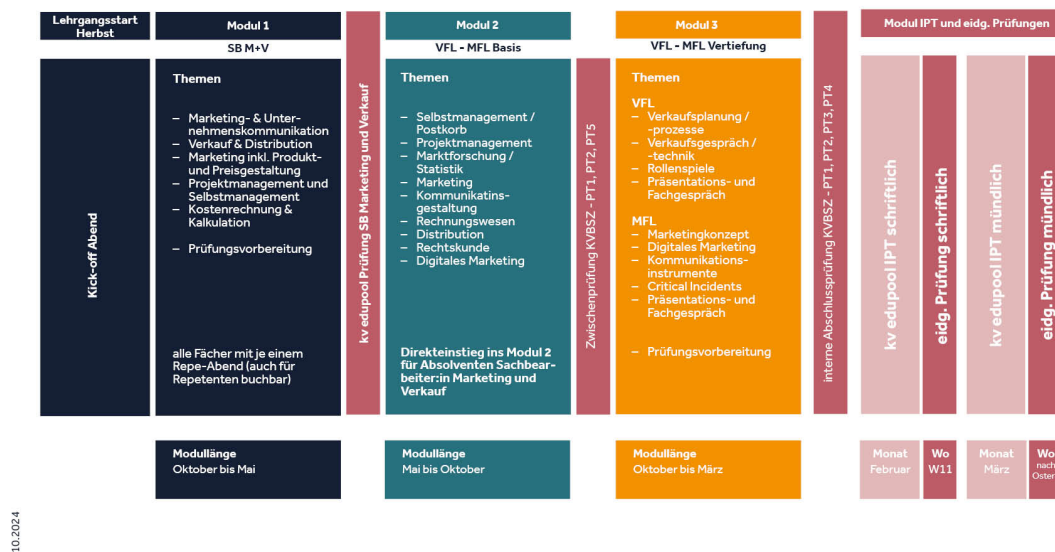 Lehrgangsstart
Herbst
Kick-off Abend
Modul 1
SB M+V
Themen
– Marketing- & Unter-
nehmenskommunikation
– Verkauf & Distribution
– Marketing inkl. Produkt-
und Preisgestaltung
– Projektmanagement und
Selbstmanagement
– Kostenrechnung &
Kalkulation
– Prüfungsvorbereitung
alle Fächer mit je einem
Repe-Abend (auch für
Repetenten buchbar)
Modullänge
Oktober bis Mai
kv edupool Prüfung SB Marketing und Verkauf
Modul 2
VFL - MFL Basis
Themen
– Selbstmanagement /
Postkorb
– Projektmanagement
– Marktforschung /
Statistik
– Marketing
– Kommunikatins-
gestaltung
– Rechnungswesen
– Distribution
– Rechtskunde
– Digitales Marketing
Direkteinstieg ins Modul 2
für Absolventen Sachbear-
beiter:in Marketing und
Verkauf
Modullänge
Mai bis Oktober
Zwischenprüfung KVBSZ - PT1, PT2, PT5
Modul 3
VFL - MFL Vertiefung
Themen
VFL
– Verkaufsplanung /
-prozesse
– Verkaufsgespräch /
-technik
– Rollenspiele
– Präsentations- und
Fachgespräch
MFL
– Marketingkonzept
– Digitales Marketing
– Kommunikations-
instrumente
– Critical Incidents
– Präsentations- und
Fachgespräch
– Prüfungsvorbereitung
Modullänge
Oktober bis März
interne Abschlussprüfung KVBSZ - PT1, PT2, PT3, PT4
Modul IPT und eidg. Prüfungen
kv edupool IPT schriftlich
Monat
Februar
eidg. Prüfung schriftlich
Wo
W11
kv edupool IPT mündlich
Monat
März
eidg. Prüfung mündlich
Wo
nach
10.2024